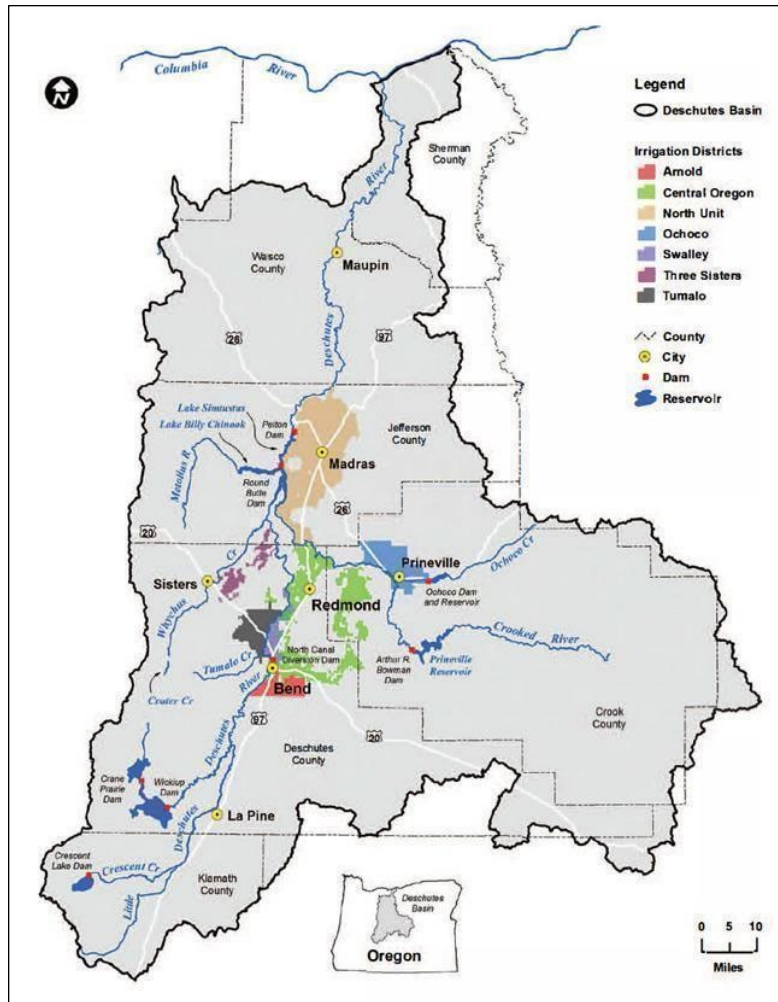 Columbia
River
N
Legend
Deschutes Basin
Sherman
County
Irrigation Districts
Arnold
Central Oregon
North Unit
Ochoco
Swalley
Three Sisters
Tumalo
County
City
Dam
Reservoir
River
Wasco
County
Maupin
Deschutes
26
97
Lake Simtustas
Lake Billy Chinook
Pelton
Dam
Jefferson
County
Metolius R
Madras
Round
Butte
Dam
26
20
Cr
Prineville
Ochoco Cr
Sisters
Ochoco Dam
and Reservoir
Redmond
Whychus
Crooked River
North Canal
Diversion Dam
Tumalo Cr
Arthur R.
Bowman
Dam
Prineville
Reservoir
River
Bend
Crater Cr
97
20
Crook
County
Deschutes
Deschutes
County
Crane
Prairie
Dam
Wickiup
Dam
La Pine
Deschutes
Crescent
Lake Dam
Crescent Cr
Klamath
County
Little
Deschutes
Basin
Oregon
0 5 10
Miles